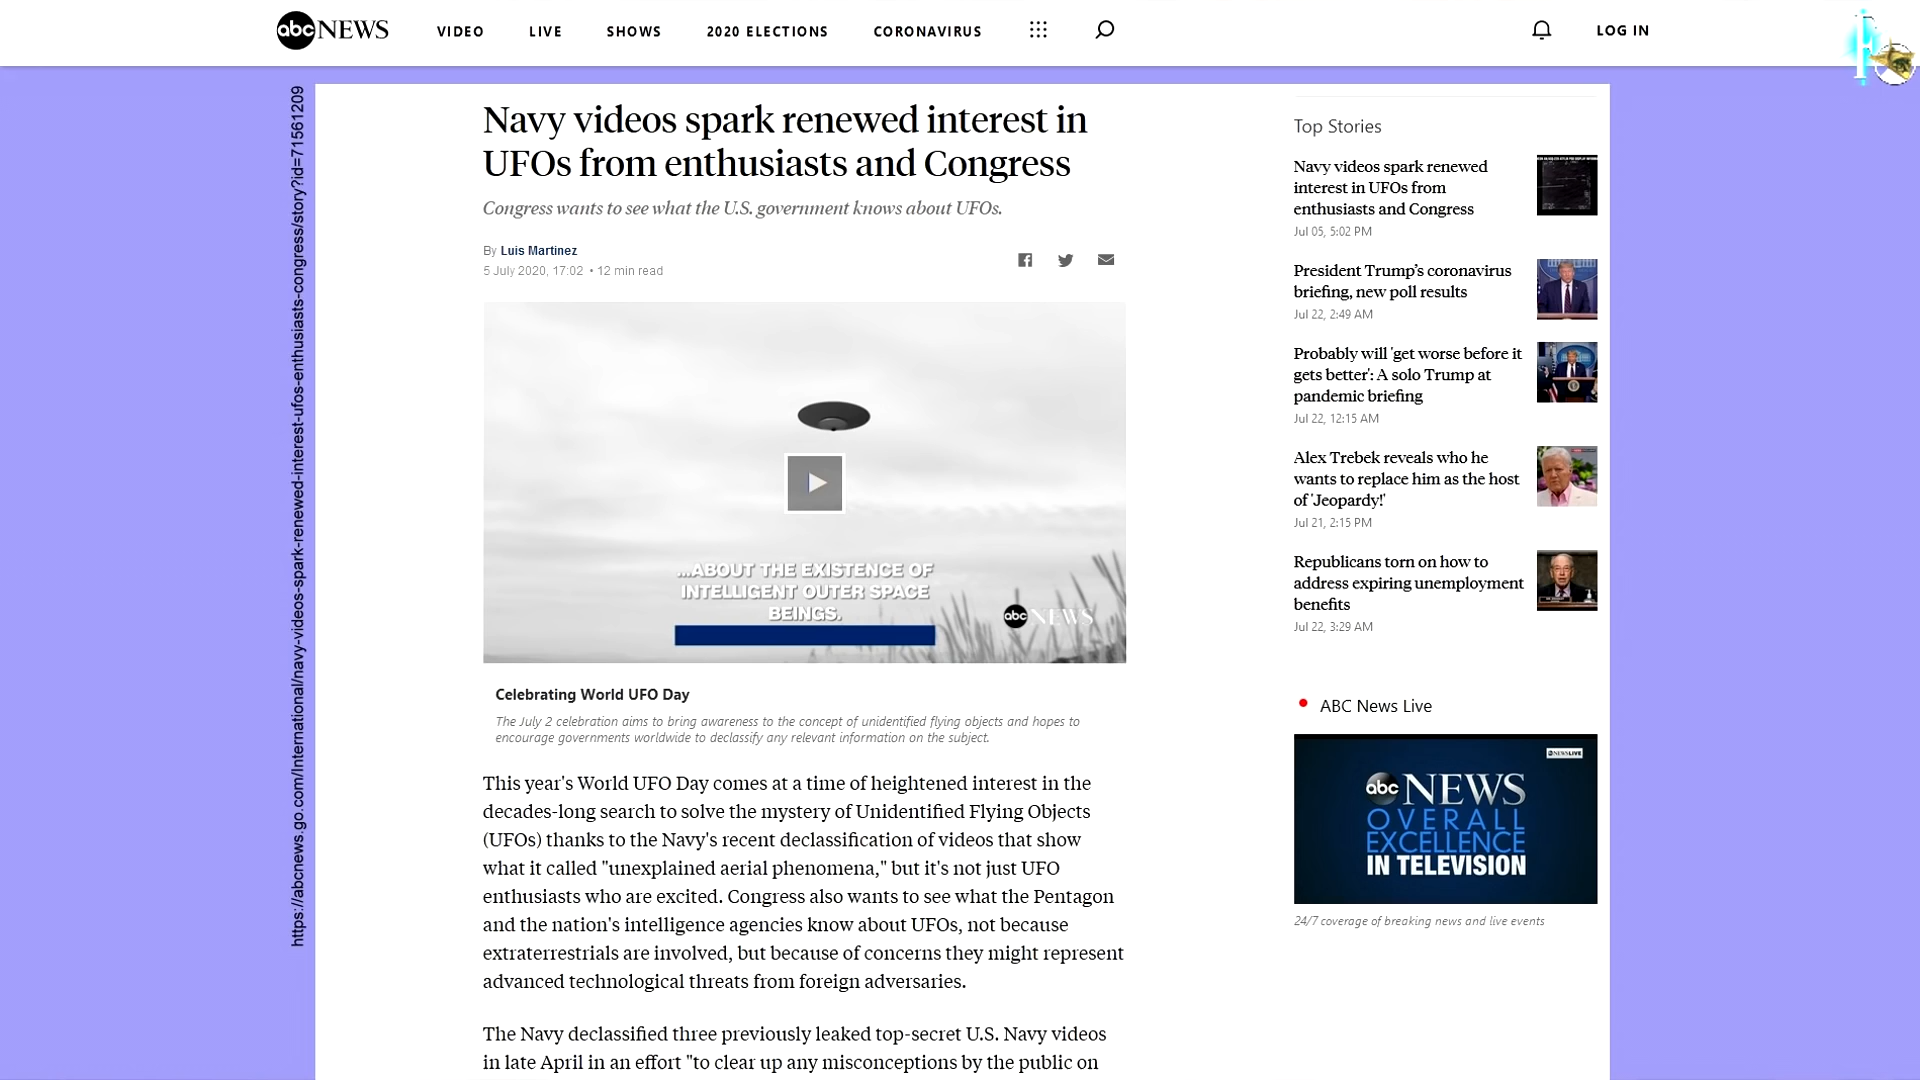 abc NEWS
VIDEO LIVE SHOWS 2020 ELECTIONS CORONAVIRUS
LOG IN
https://abcnews.go.com/International/navy-videos-spark-renewed-interest-ufos-enthusiasts-congress/story?id=71561209
Navy videos spark renewed interest in
UFOs from enthusiasts and Congress
Congress wants to see what the U.S. government knows about UFOs.
By Luis Martinez
5 July 2020, 17:02 • 12 min read
...ABOUT THE EXISTENCE OF
INTELLIGENT OUTER SPACE
BEINGS.
abc NEWS
Celebrating World UFO Day
The July 2 celebration aims to bring awareness to the concept of unidentified flying objects and hopes to
encourage governments worldwide to declassify any relevant information on the subject.
This year's World UFO Day comes at a time of heightened interest in the
decades-long search to solve the mystery of Unidentified Flying Objects
(UFOs) thanks to the Navy's recent declassification of videos that show
what it called "unexplained aerial phenomena," but it's not just UFO
enthusiasts who are excited. Congress also wants to see what the Pentagon
and the nation's intelligence agencies know about UFOs, not because
extraterrestrials are involved, but because of concerns they might represent
advanced technological threats from foreign adversaries.
The Navy declassified three previously leaked top-secret U.S. Navy videos
in late April in an effort "to clear up any misconceptions by the public on
Top Stories
Navy videos spark renewed
interest in UFOs from
enthusiasts and Congress
Jul 05, 5:02 PM
President Trump's coronavirus
briefing, new poll results
Jul 22, 2:49 AM
Probably will 'get worse before it
gets better': A solo Trump at
pandemic briefing
Jul 22, 12:15 AM
Alex Trebek reveals who he
wants to replace him as the host
of 'Jeopardy!'
Jul 21, 2:15 PM
Republicans torn on how to
address expiring unemployment
benefits
Jul 22, 3:29 AM
ABC News Live
abc NEWS LIVE
abc NEWS
OVERALL
EXCELLENCE
IN TELEVISION
24/7 coverage of breaking news and live events